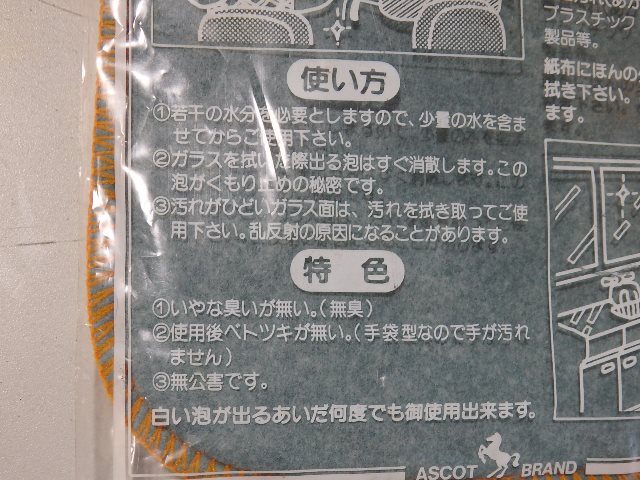 プラスチック
製品等。
紙布にほんの
拭き下さい。
ます。
使い方
①若干の水分を必要としますので、少量の水を含ま
せてからご使用下さい。
②ガラスを拭いた際出る泡はすぐ消散します。この
泡がくもり止めの秘密です。
③汚れがひどいガラス面は、汚れを拭き取ってご使
用下さい。乱反射の原因になることがあります。
特色
①いやな臭いが無い。(無臭)
②使用後ベトツキが無い。(手袋型なので手が汚れ
ません)
③無公害です。
白い泡が出るあいだ何度でも御使用出来ます。
ASCOT BRAND